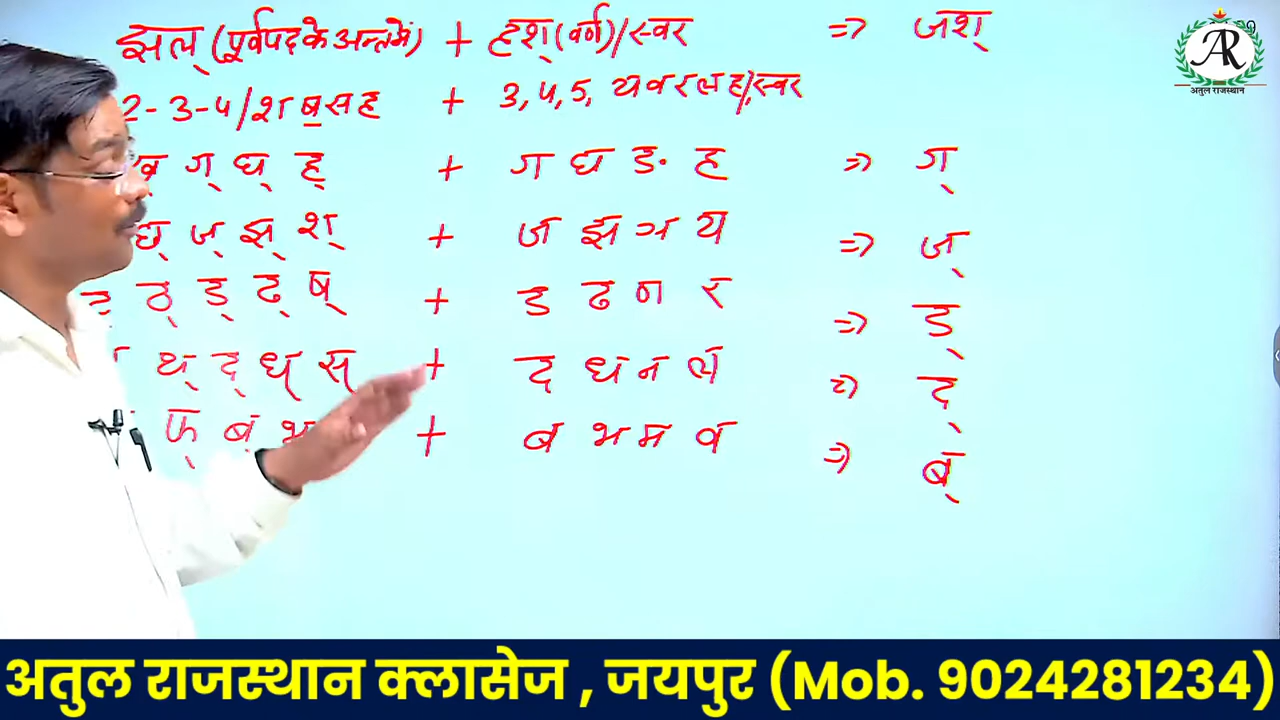 झल् (पूर्वपद के अन्त में) + हश् (वर्ण)/स्वर => जश्
2-3-4/श ष स ह + 3, 4, 5, य व र ल ह/स्वर
ग् घ् ह् + ग घ ङ ह => ग्
छ् ज् झ् श् + ज झ ञ य => ज्
ठ् ड् ढ् ष् + ड ढ ण र => ड्
थ् द् ध् स् + द ध न ल => द्
फ् ब् भ + ब भ म व => ब्
AR
अतुल राजस्थान
अतुल राजस्थान क्लासेज , जयपुर (Mob. 9024281234)